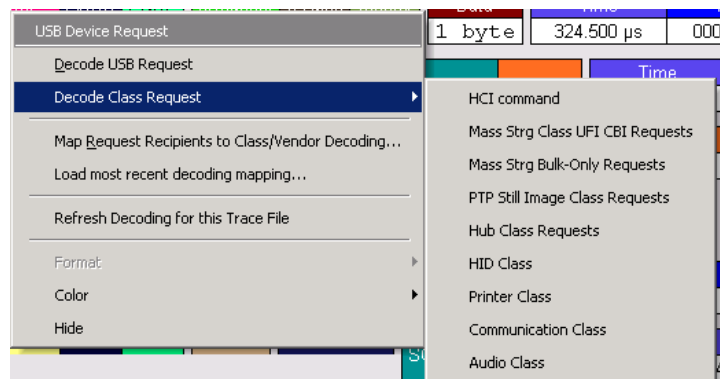 Data
Time
USB Device Request
1 byte
324.500 µs
000
Decode USB Request
Time
Decode Class Request
HCI command
Mass Strg Class UFI CBI Requests
Map Request Recipients to Class/Vendor Decoding...
Mass Strg Bulk-Only Requests
Load most recent decoding mapping...
PTP Still Image Class Requests
Refresh Decoding for this Trace File
Hub Class Requests
Format
HID Class
Color
Printer Class
Hide
Communication Class
Audio Class